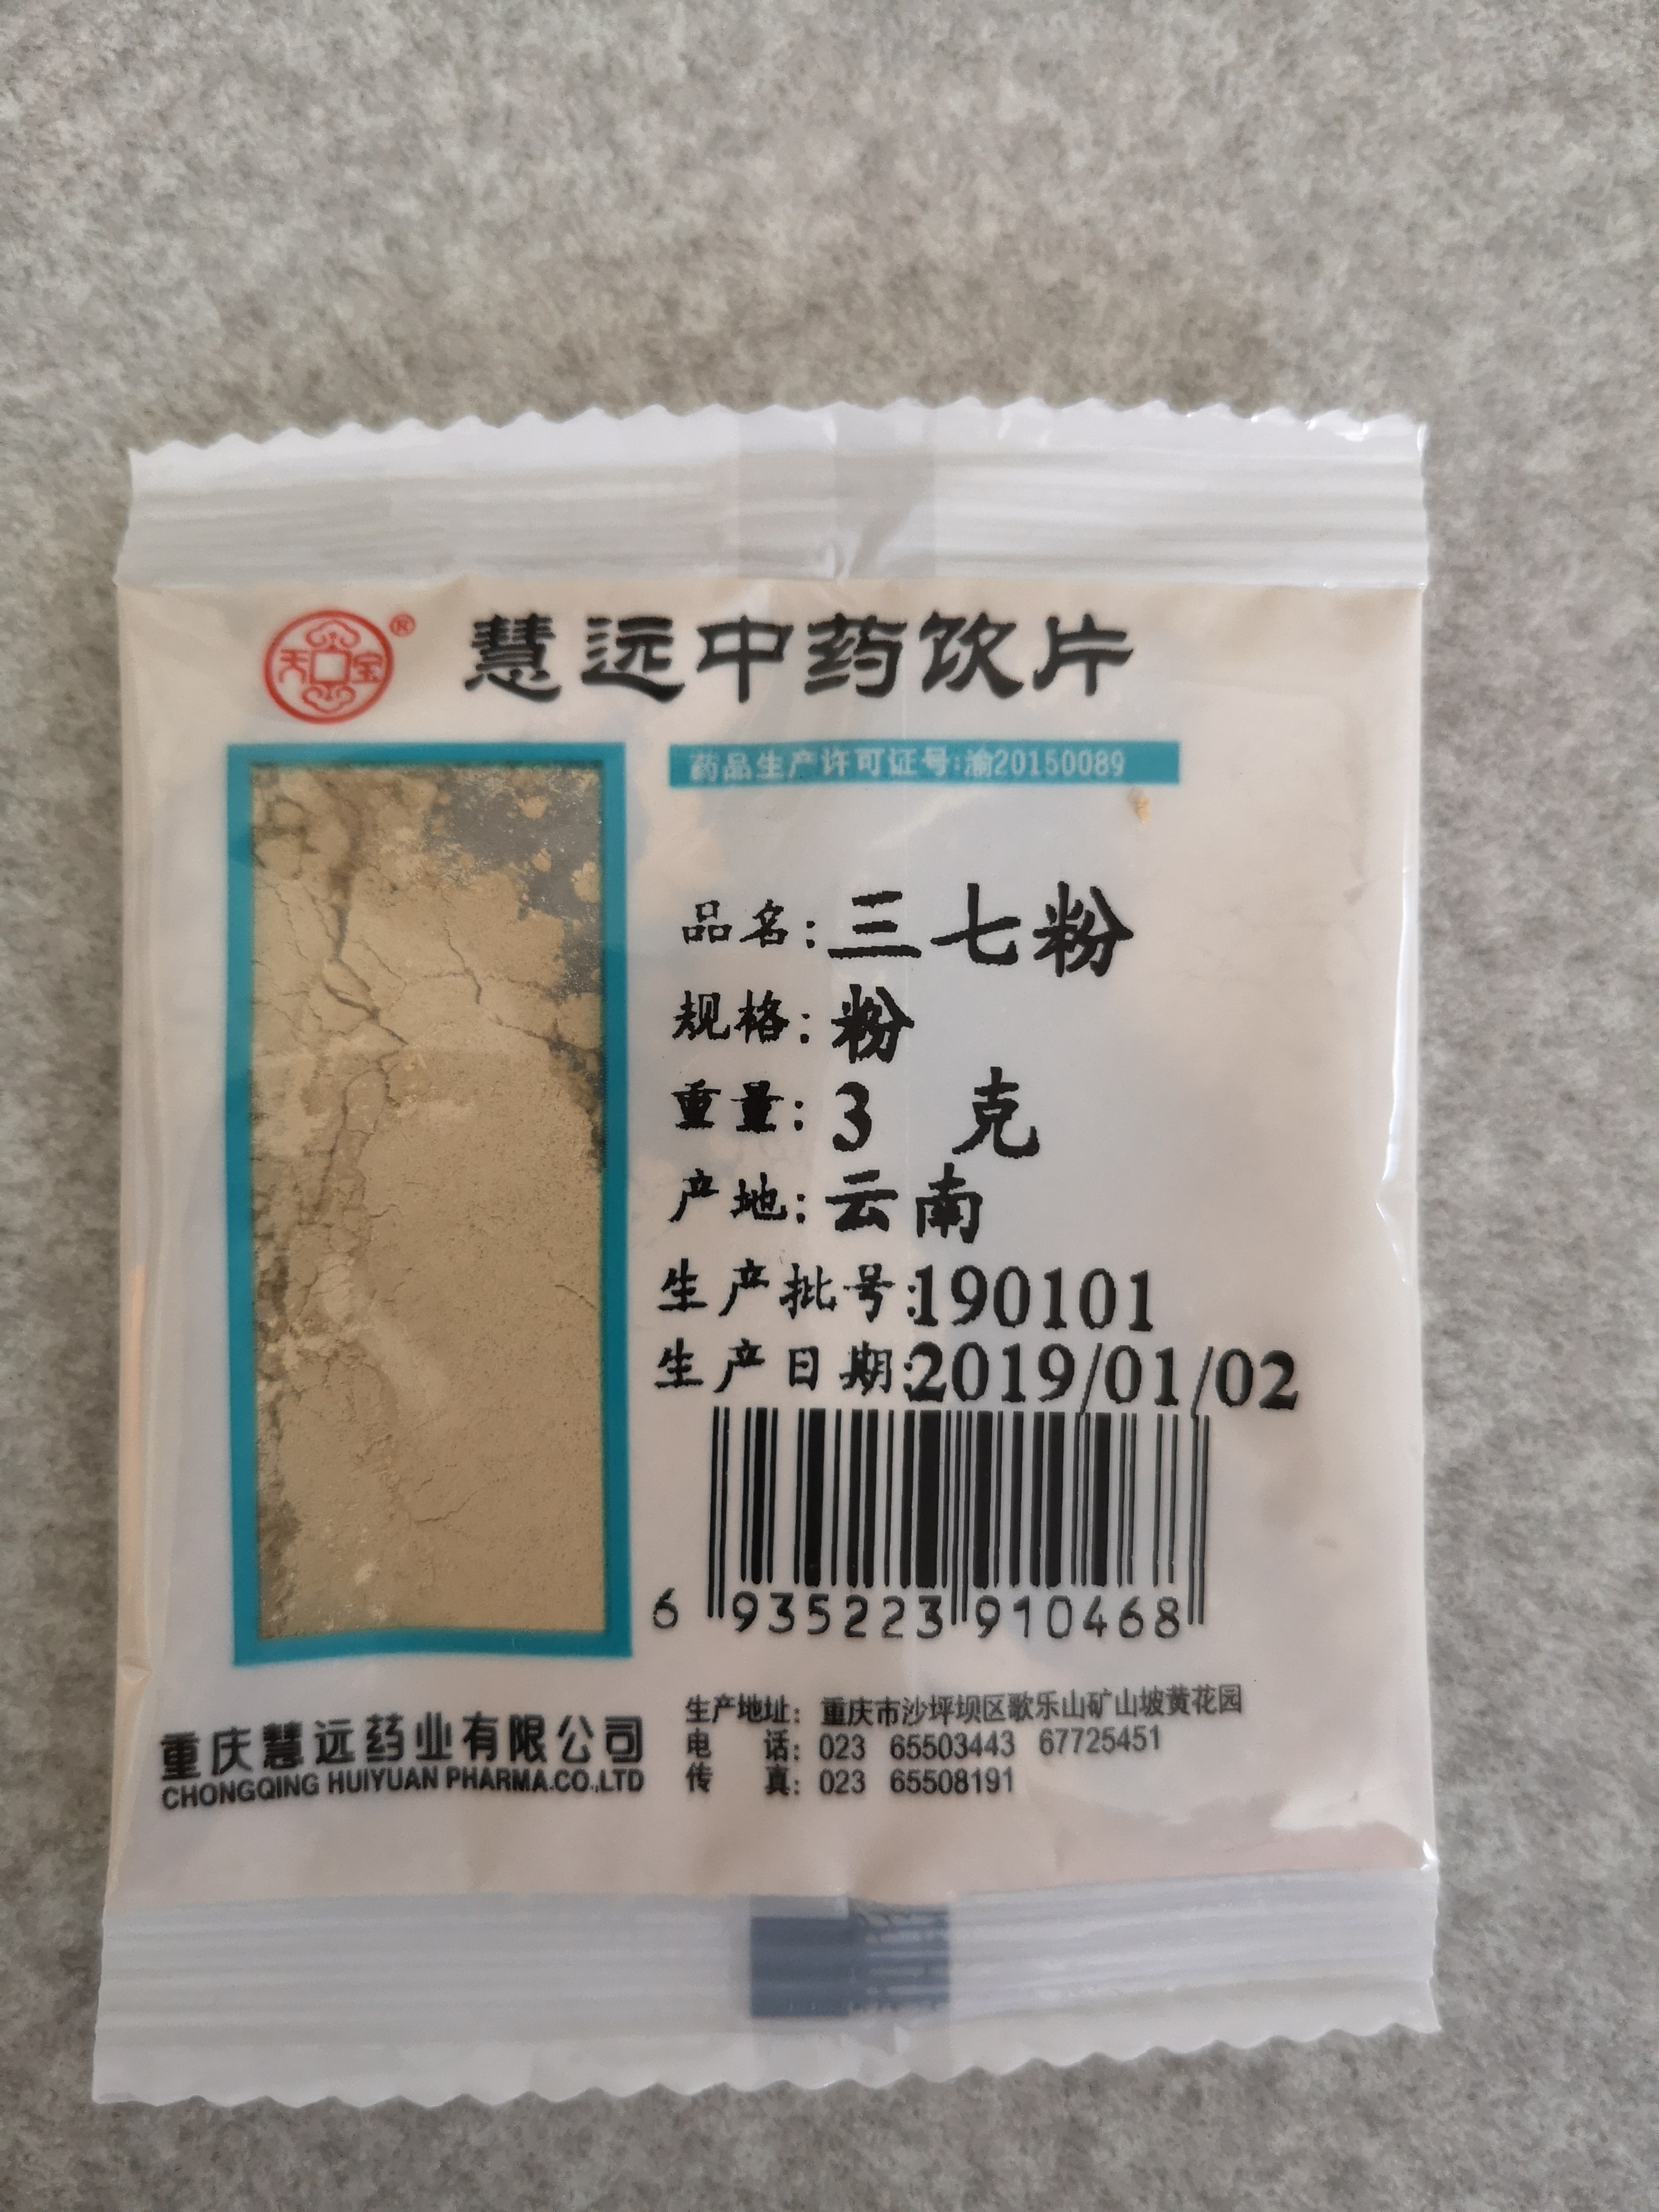 天宝®
慧远中药饮片
药品生产许可证号:渝20150089
品名:三七粉
规格:粉
重量:3 克
产地:云南
生产批号:190101
生产日期:2019/01/02
6 935223 910468
重庆慧远药业有限公司
CHONGQING HUIYUAN PHARMA.CO.,LTD
生产地址: 重庆市沙坪坝区歌乐山矿山坡黄花园
电 话: 023 65503443 67725451
传 真: 023 65508191